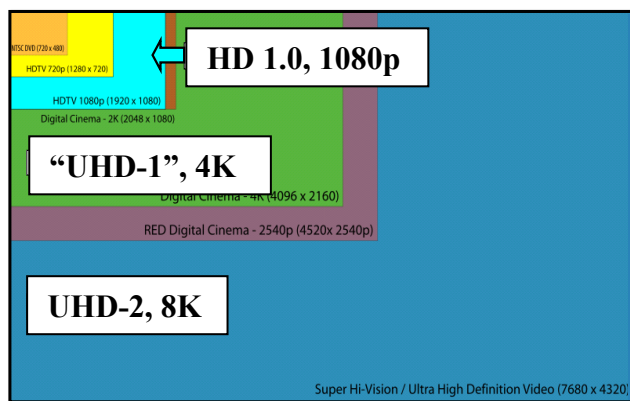 NTSC DVD (720 x 480)
HD 1.0, 1080p
HDTV 720p (1280 x 720)
HDTV 1080p (1920 x 1080)
Digital Cinema - 2K (2048 x 1080)
“UHD-1”, 4K
Digital Cinema - 4K (4096 x 2160)
RED Digital Cinema - 2540p (4520x 2540p)
UHD-2, 8K
Super Hi-Vision / Ultra High Definition Video (7680 x 4320)